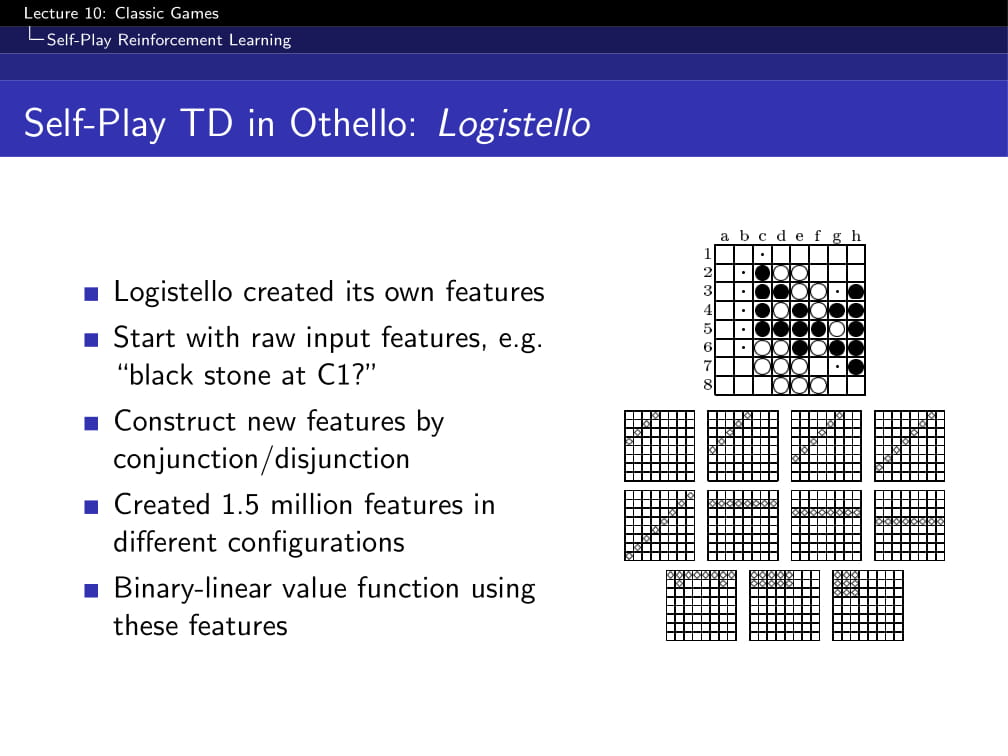 Lecture 10: Classic Games
Self-Play Reinforcement Learning
Self-Play TD in Othello: Logistello
Logistello created its own features
Start with raw input features, e.g.
“black stone at C1?”
Construct new features by
conjunction/disjunction
Created 1.5 million features in
different configurations
Binary-linear value function using
these features
a b c d e f g h
1
2
3
4
5
6
7
8